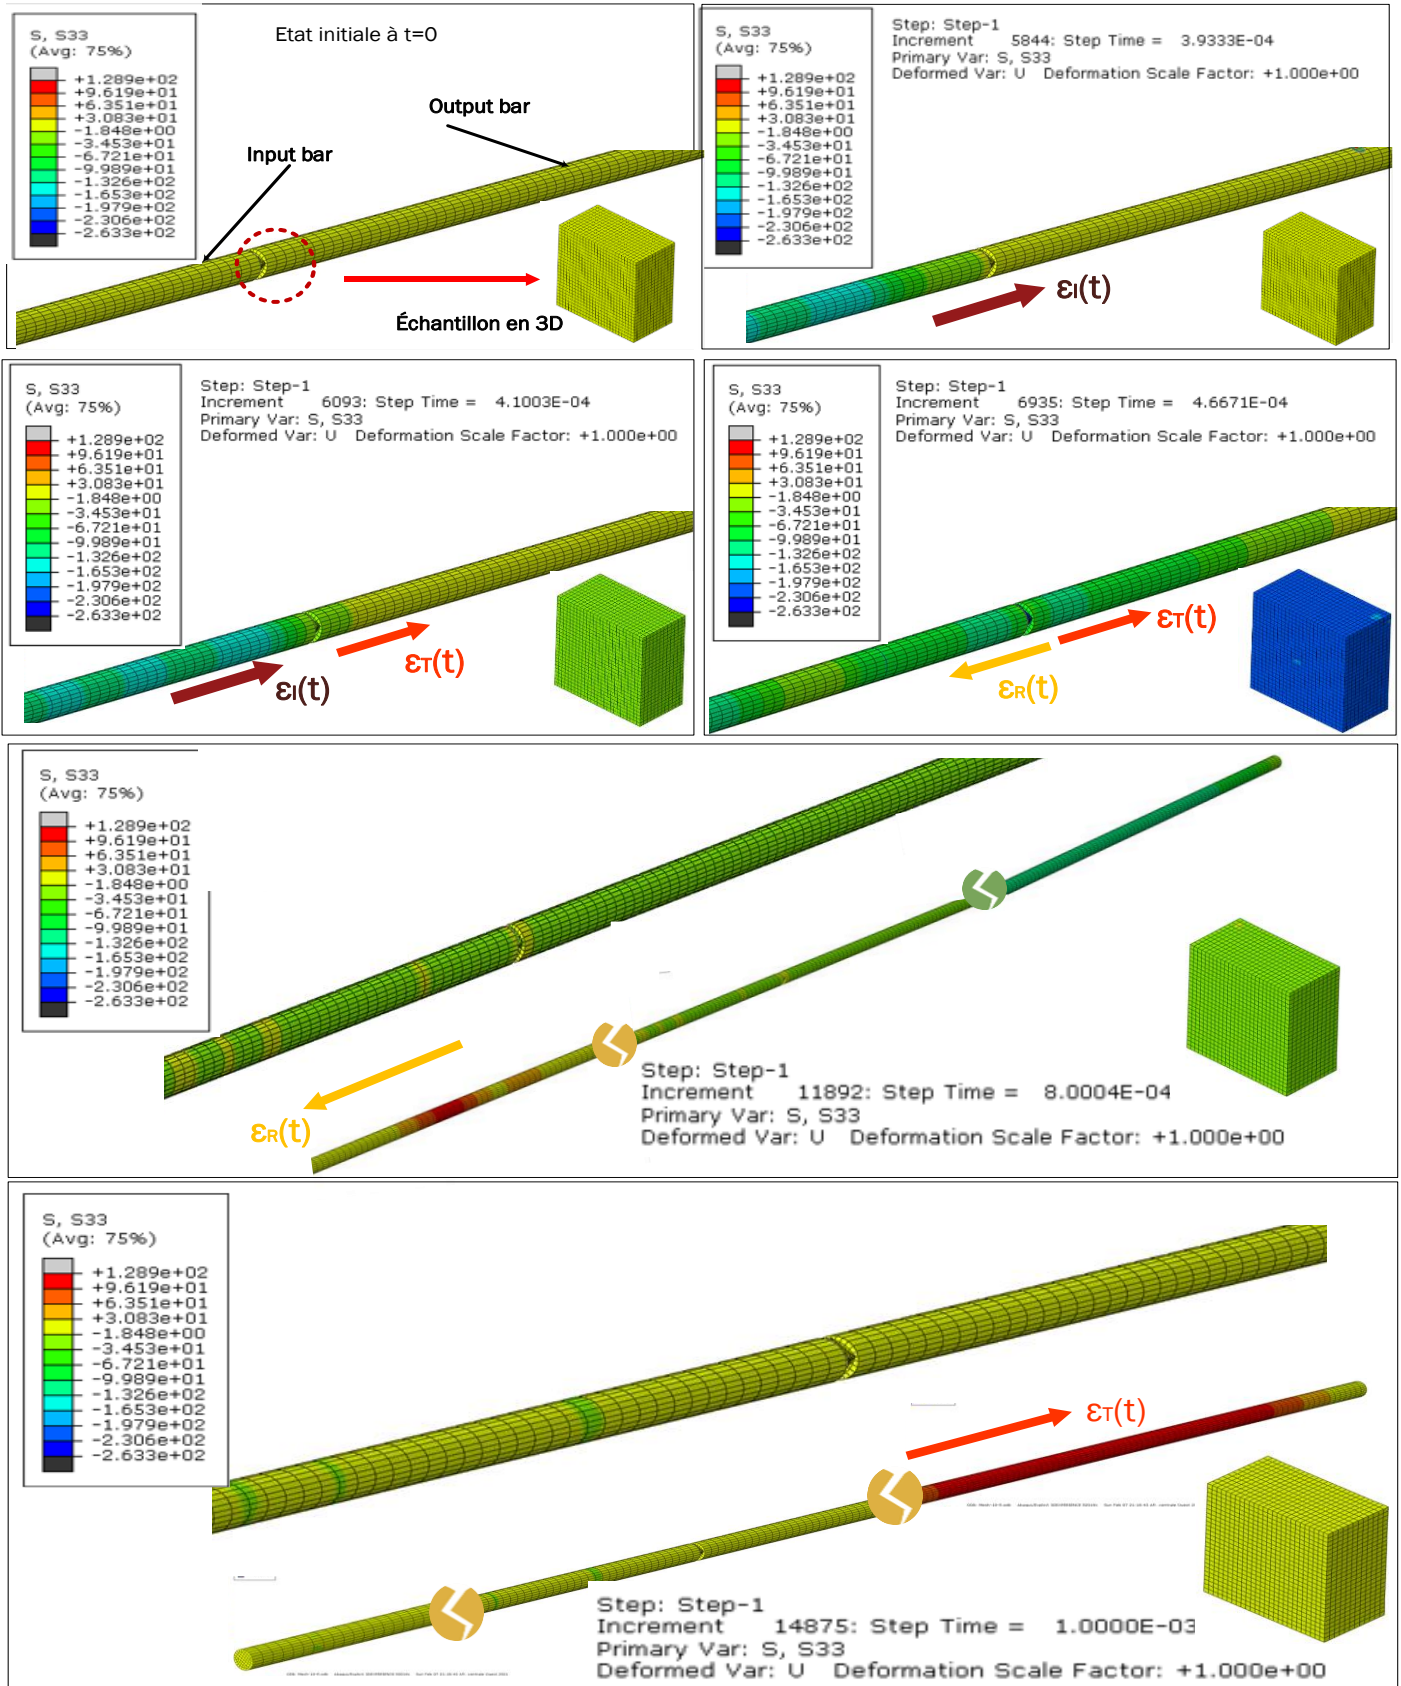 S, S33
(Avg: 75%)
+1.289e+02
+9.619e+01
+6.351e+01
+3.083e+01
-1.848e+00
-3.453e+01
-6.721e+01
-9.989e+01
-1.326e+02
-1.653e+02
-1.979e+02
-2.306e+02
-2.633e+02
Etat initiale à t=0
Output bar
Input bar
Échantillon en 3D
S, S33
(Avg: 75%)
+1.289e+02
+9.619e+01
+6.351e+01
+3.083e+01
-1.848e+00
-3.453e+01
-6.721e+01
-9.989e+01
-1.326e+02
-1.653e+02
-1.979e+02
-2.306e+02
-2.633e+02
Step: Step-1
Increment 5844: Step Time = 3.9333E-04
Primary Var: S, S33
Deformed Var: U Deformation Scale Factor: +1.000e+00
εI(t)
S, S33
(Avg: 75%)
+1.289e+02
+9.619e+01
+6.351e+01
+3.083e+01
-1.848e+00
-3.453e+01
-6.721e+01
-9.989e+01
-1.326e+02
-1.653e+02
-1.979e+02
-2.306e+02
-2.633e+02
Step: Step-1
Increment 6093: Step Time = 4.1003E-04
Primary Var: S, S33
Deformed Var: U Deformation Scale Factor: +1.000e+00
εT(t)
εI(t)
S, S33
(Avg: 75%)
+1.289e+02
+9.619e+01
+6.351e+01
+3.083e+01
-1.848e+00
-3.453e+01
-6.721e+01
-9.989e+01
-1.326e+02
-1.653e+02
-1.979e+02
-2.306e+02
-2.633e+02
Step: Step-1
Increment 6935: Step Time = 4.6671E-04
Primary Var: S, S33
Deformed Var: U Deformation Scale Factor: +1.000e+00
εT(t)
εR(t)
S, S33
(Avg: 75%)
+1.289e+02
+9.619e+01
+6.351e+01
+3.083e+01
-1.848e+00
-3.453e+01
-6.721e+01
-9.989e+01
-1.326e+02
-1.653e+02
-1.979e+02
-2.306e+02
-2.633e+02
εR(t)
Step: Step-1
Increment 11892: Step Time = 8.0004E-04
Primary Var: S, S33
Deformed Var: U Deformation Scale Factor: +1.000e+00
S, S33
(Avg: 75%)
+1.289e+02
+9.619e+01
+6.351e+01
+3.083e+01
-1.848e+00
-3.453e+01
-6.721e+01
-9.989e+01
-1.326e+02
-1.653e+02
-1.979e+02
-2.306e+02
-2.633e+02
εT(t)
Step: Step-1
Increment 14875: Step Time = 1.0000E-03
Primary Var: S, S33
Deformed Var: U Deformation Scale Factor: +1.000e+00